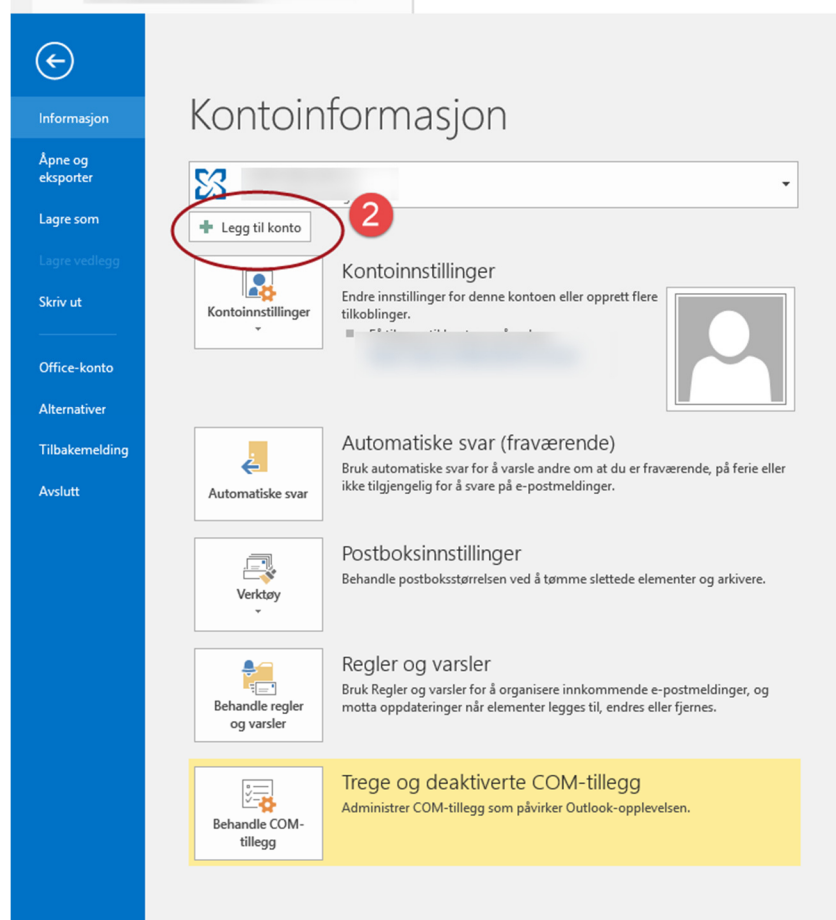 Informasjon
Åpne og
eksporter
Lagre som
Lagre vedlegg
Skriv ut
Office-konto
Alternativer
Tilbakemelding
Avslutt
Kontoinformasjon
Legg til konto
2
Kontoinnstillinger
Kontoinnstillinger
Endre innstillinger for denne kontoen eller opprett flere
tilkoblinger.
Automatiske svar
Automatiske svar (fraværende)
Bruk automatiske svar for å varsle andre om at du er fraværende, på ferie eller
ikke tilgjengelig for å svare på e-postmeldinger.
Verktøy
Postboksinnstillinger
Behandle postboksstørrelsen ved å tømme slettede elementer og arkivere.
Behandle regler
og varsler
Regler og varsler
Bruk Regler og varsler for å organisere innkommende e-postmeldinger, og
motta oppdateringer når elementer legges til, endres eller fjernes.
Behandle COM-
tillegg
Trege og deaktiverte COM-tillegg
Administrer COM-tillegg som påvirker Outlook-opplevelsen.